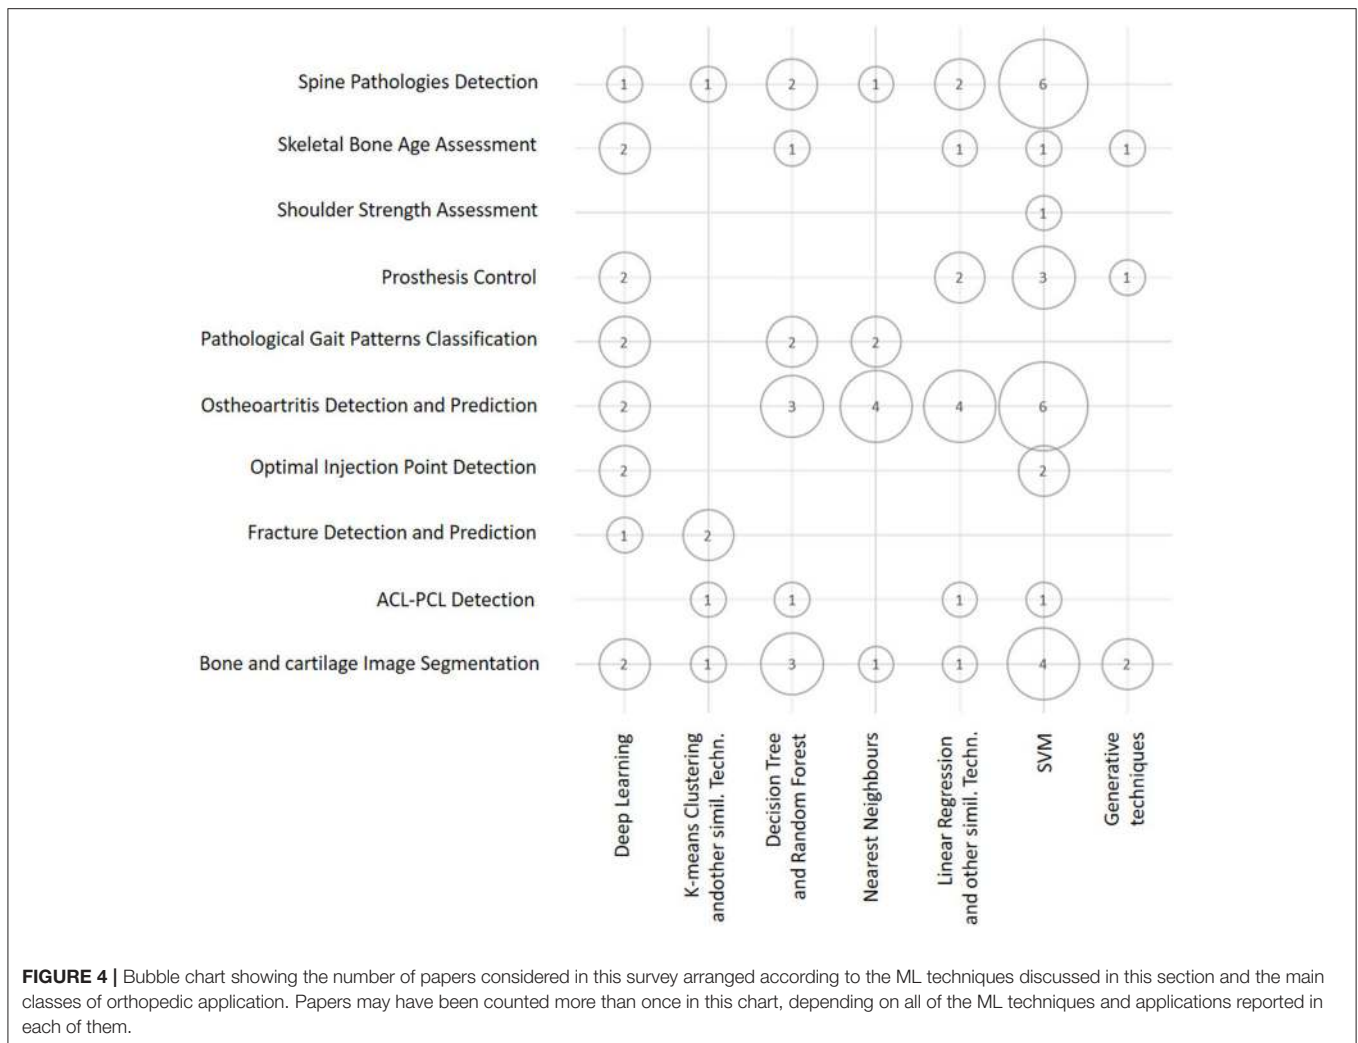 Spine Pathologies Detection 1 1 2 1 2 6
Skeletal Bone Age Assessment 2 1 1 1 1
Shoulder Strength Assessment 1
Prosthesis Control 2 2 3 1
Pathological Gait Patterns Classification 2 2 2
Ostheoartritis Detection and Prediction 2 3 4 4 6
Optimal Injection Point Detection 2 2
Fracture Detection and Prediction 1 2
ACL-PCL Detection 1 1 1 1
Bone and cartilage Image Segmentation 2 1 3 1 1 4 2
Deep Learning
K-means Clustering
andother simil. Techn.
Decision Tree
and Random Forest
Nearest Neighbours
Linear Regression
and other simil. Techn.
SVM
Generative
techniques
FIGURE 4 | Bubble chart showing the number of papers considered in this survey arranged according to the ML techniques discussed in this section and the main
classes of orthopedic application. Papers may have been counted more than once in this chart, depending on all of the ML techniques and applications reported in
each of them.